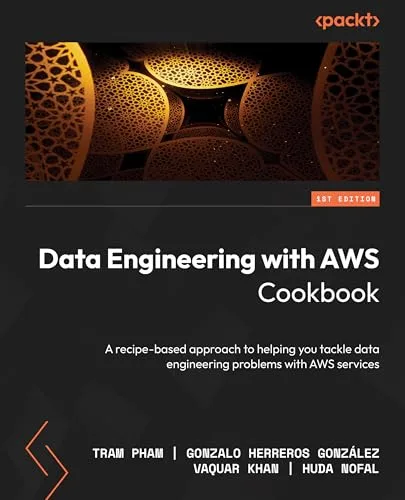 <packt>
1ST EDITION
Data Engineering with AWS
Cookbook
A recipe-based approach to helping you tackle data
engineering problems with AWS services
TRAM PHAM | GONZALO HERREROS GONZÁLEZ
VAQUAR KHAN | HUDA NOFAL